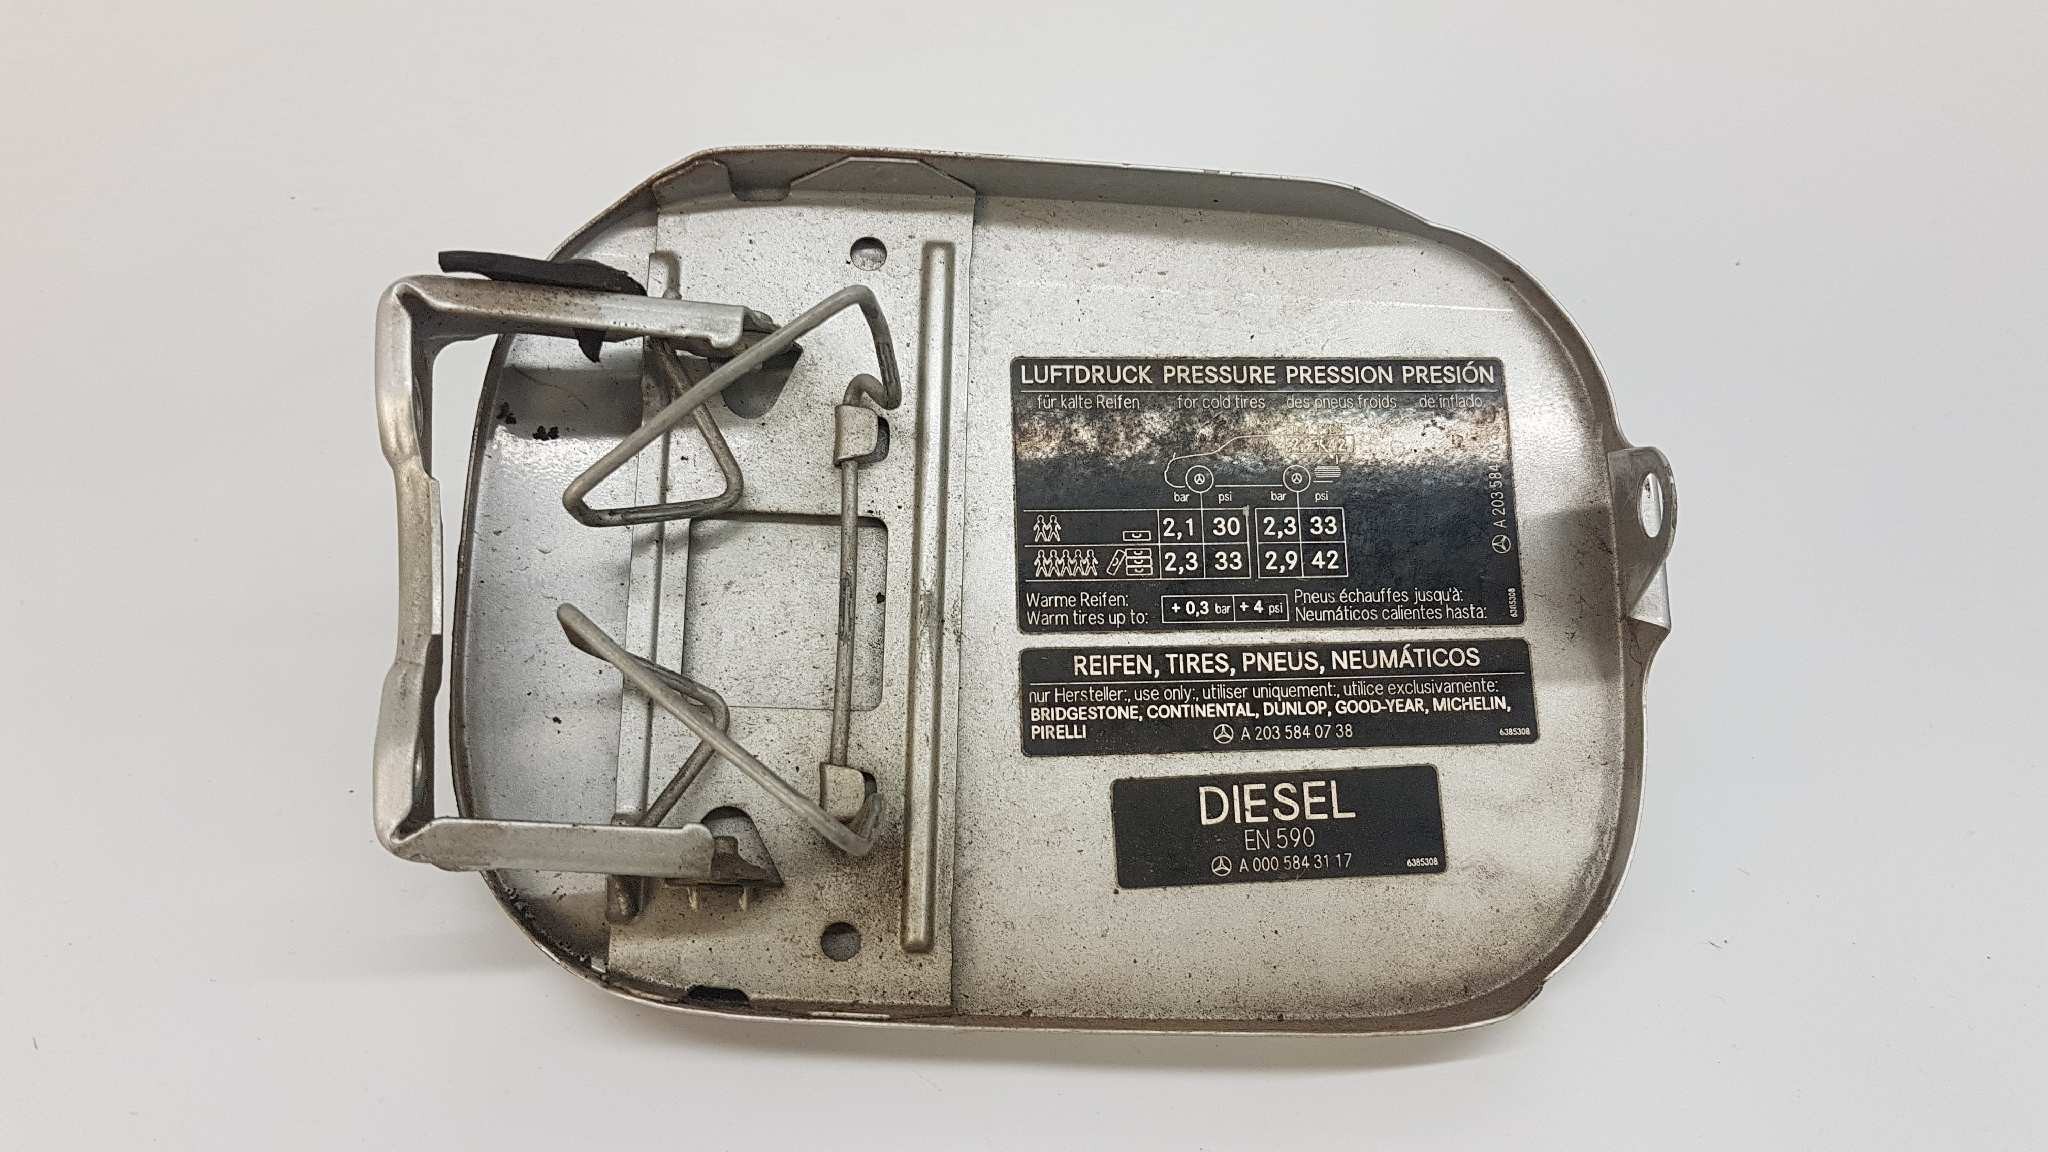 LUFTDRUCK PRESSURE PRESSION PRESIÓN
für kalte Reifen for cold tires des pneus froids de inflado
bar psi bar psi
2,1 30 2,3 33
2,3 33 2,9 42
Warme Reifen: Pneus échauffes jusqu'à:
+ 0,3 bar + 4 psi
Warm tires up to: Neumáticos calientes hasta:
A 203 584
6385308
REIFEN, TIRES, PNEUS, NEUMÁTICOS
nur Hersteller:, use only:, utiliser uniquement:, utilice exclusivamente:
BRIDGESTONE, CONTINENTAL, DUNLOP, GOOD-YEAR, MICHELIN,
PIRELLI
A 203 584 07 38 6385308
DIESEL
EN 590
A 000 584 31 17 6385308